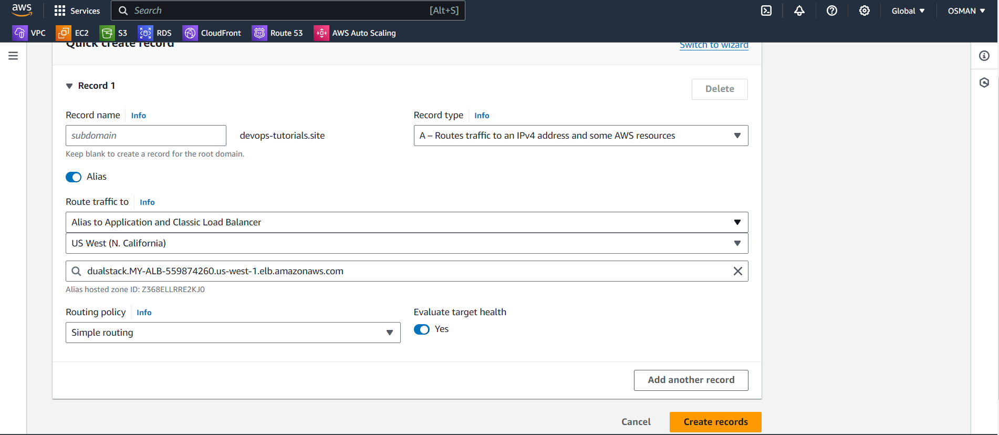 aws Services Search [Alt+S] Global OSMAN
VPC EC2 S3 RDS CloudFront Route 53 AWS Auto Scaling
Quick create record Switch to wizard
Record 1 Delete
Record name Info Record type Info
subdomain devops-tutorials.site A – Routes traffic to an IPv4 address and some AWS resources
Keep blank to create a record for the root domain.
Alias
Route traffic to Info
Alias to Application and Classic Load Balancer
US West (N. California)
dualstack.MY-ALB-559874260.us-west-1.elb.amazonaws.com
Alias hosted zone ID: Z368ELLRRE2KJ0
Routing policy Info Evaluate target health
Simple routing Yes
Add another record
Cancel Create records